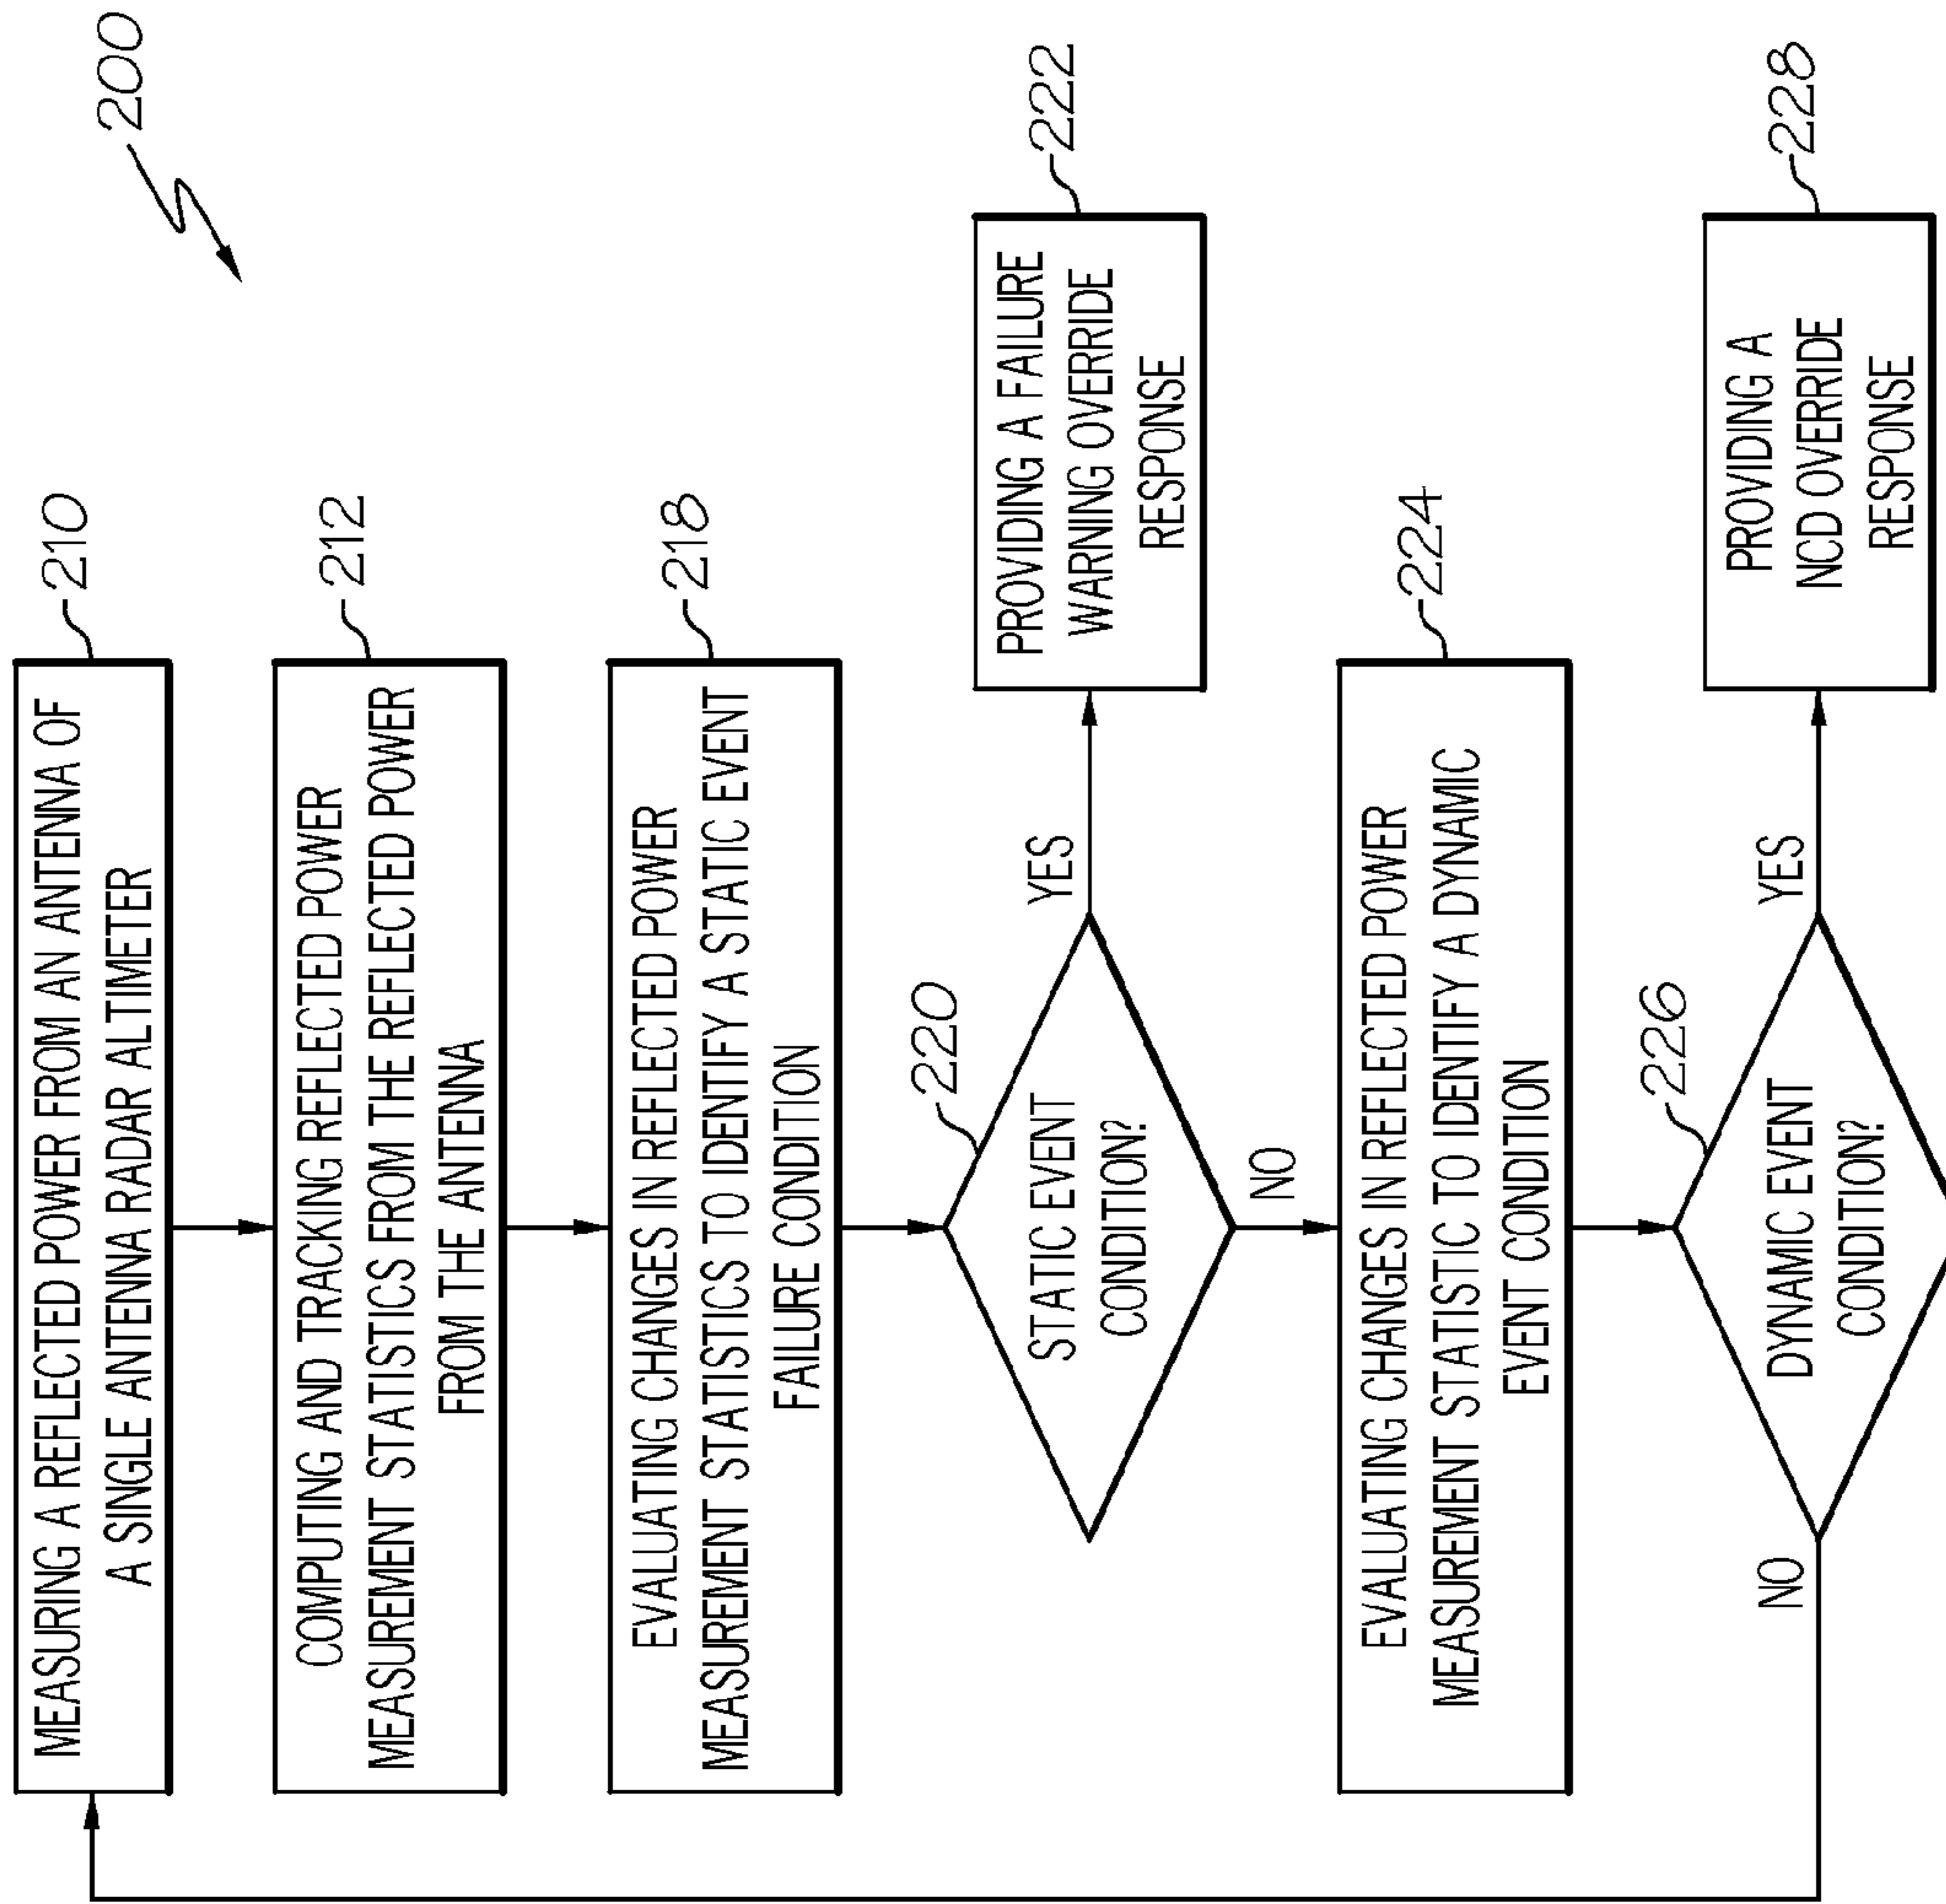 200
210
MEASURING A REFLECTED POWER FROM AN ANTENNA OF
A SINGLE ANTENNA RADAR ALTIMETER
212
COMPUTING AND TRACKING REFLECTED POWER
MEASUREMENT STATISTICS FROM THE REFLECTED POWER
FROM THE ANTENNA
218
EVALUATING CHANGES IN REFLECTED POWER
MEASUREMENT STATISTICS TO IDENTIFY A STATIC EVENT
FAILURE CONDITION
220
STATIC EVENT
CONDITION?
YES
222
PROVIDING A FAILURE
WARNING OVERRIDE
RESPONSE
NO
224
EVALUATING CHANGES IN REFLECTED POWER
MEASUREMENT STATISTIC TO IDENTIFY A DYNAMIC
EVENT CONDITION
226
DYNAMIC EVENT
CONDITION?
YES
228
PROVIDING A
NCD OVERRIDE
RESPONSE
NO